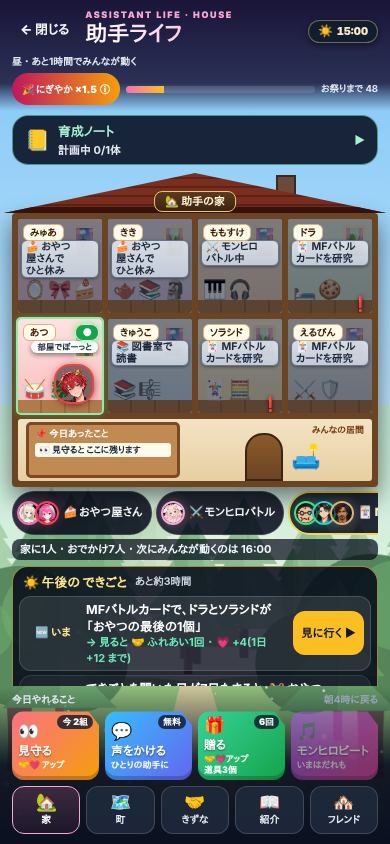 ASSISTANT LIFE・HOUSE
← 閉じる
助手ライフ
15:00
昼・あと1時間でみんなが動く
にぎやか ×1.5 ⓘ
お祭りまで 48
育成ノート
計画中 0/1体
助手の家
みゅあ
おやつ
屋さんで
ひと休み
きき
おやつ
屋さんで
ひと休み
ももすけ
モンヒロ
バトル中
ドラ
MFバトル
カードを研究
あつ
部屋でぼーっと
きゅうこ
図書室で
読書
ソラシド
MFバトル
カードを研究
えるぴん
MFバトル
カードを研究
今日あったこと
見守ると ここに残ります
みんなの居間
おやつ屋さん
モンヒロバトル
家に1人・おでかけ7人・次にみんなが動くのは 16:00
午後の できごと
あと約3時間
いま
MFバトルカードで、ドラとソラシドが
「おやつの最後の1個」
→ 見ると 🤝 ふれあい1回・💗 +4(1日
+12 まで)
見に行く ▶
今日やれること
朝4時に戻る
今 2組
見守る
アップ
無料
声をかける
ひとりの助手に
6回
贈る
アップ
道具3個
モンヒロビート
いまはだれも
家
町
きずな
紹介
フレンド